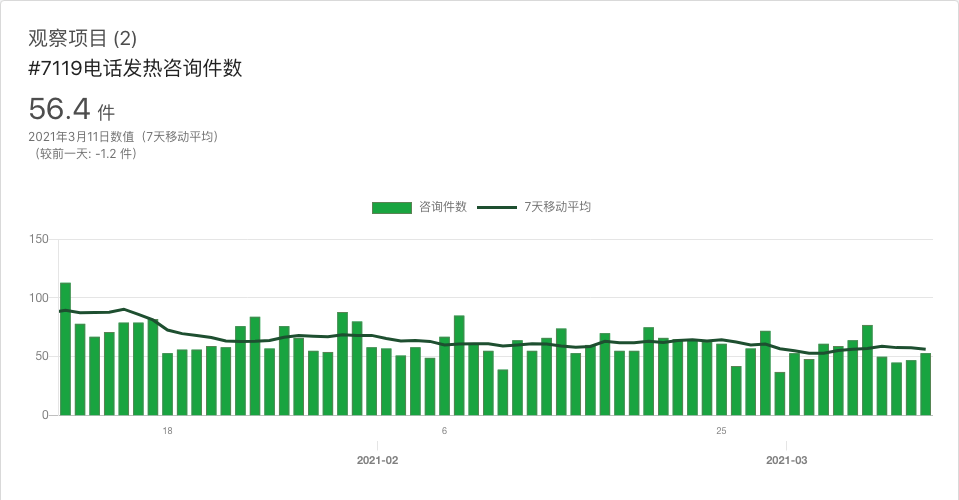 观察项目 (2)
#7119电话发热咨询件数
56.4 件
2021年3月11日数值（7天移动平均）
（较前一天: -1.2 件）
咨询件数 7天移动平均
150
100
50
0
18 6 25
2021-02 2021-03